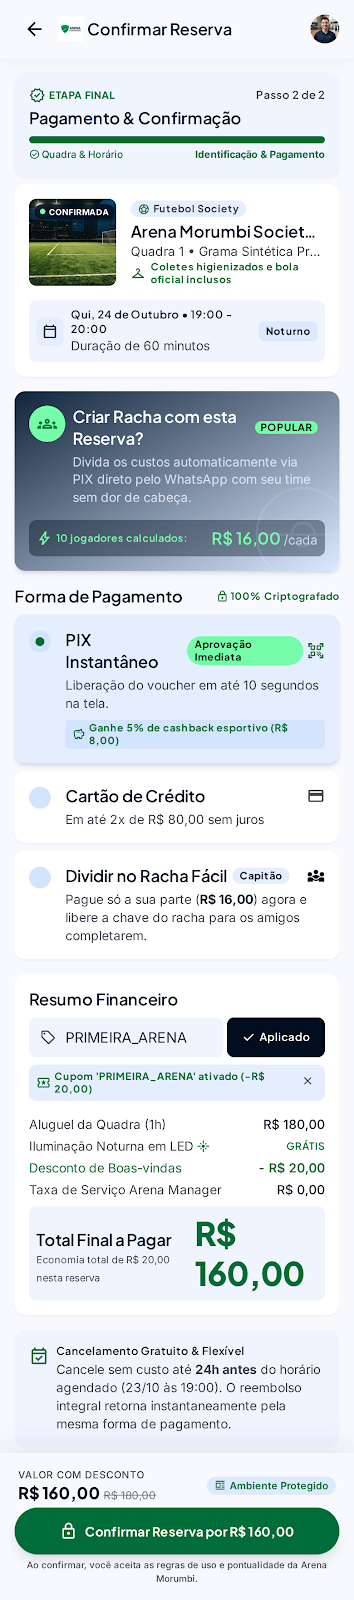 Confirmar Reserva
ETAPA FINAL
Passo 2 de 2
Pagamento & Confirmação
Quadra & Horário
Identificação & Pagamento
CONFIRMADA
Futebol Society
Arena Morumbi Societ...
Quadra 1 • Grama Sintética Pr...
Coletes higienizados e bola
oficial inclusos
Qui, 24 de Outubro • 19:00 -
20:00
Duração de 60 minutos
Noturno
Criar Racha com esta
Reserva?
POPULAR
Divida os custos automaticamente via
PIX direto pelo WhatsApp com seu time
sem dor de cabeça.
10 jogadores calculados:
R$ 16,00 /cada
Forma de Pagamento
100% Criptografado
PIX
Instantâneo
Aprovação
Imediata
Liberação do voucher em até 10 segundos
na tela.
Ganhe 5% de cashback esportivo (R$
8,00)
Cartão de Crédito
Em até 2x de R$ 80,00 sem juros
Dividir no Racha Fácil
Capitão
Pague só a sua parte (R$ 16,00) agora e
libere a chave do racha para os amigos
completarem.
Resumo Financeiro
PRIMEIRA_ARENA
Aplicado
Cupom 'PRIMEIRA_ARENA' ativado (-R$
20,00)
Aluguel da Quadra (1h)
R$ 180,00
Iluminação Noturna em LED
GRÁTIS
Desconto de Boas-vindas
- R$ 20,00
Taxa de Serviço Arena Manager
R$ 0,00
Total Final a Pagar
Economia total de R$ 20,00
nesta reserva
R$
160,00
Cancelamento Gratuito & Flexível
Cancele sem custo até 24h antes do horário
agendado (23/10 às 19:00). O reembolso
integral retorna instantaneamente pela
mesma forma de pagamento.
VALOR COM DESCONTO
R$ 160,00 R$ 180,00
Ambiente Protegido
Confirmar Reserva por R$ 160,00
Ao confirmar, você aceita as regras de uso e pontualidade da Arena
Morumbi.